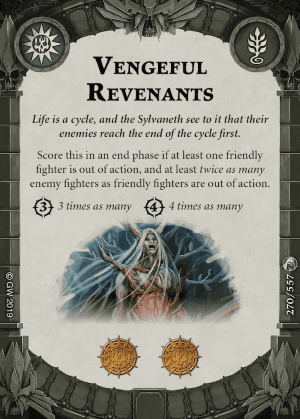 VENGEFUL
REVENANTS
Life is a cycle, and the Sylvaneth see to it that their
enemies reach the end of the cycle first.
Score this in an end phase if at least one friendly
fighter is out of action, and at least twice as many
enemy fighters as friendly fighters are out of action.
3 3 times as many 4 4 times as many
©GW 2019
270/557